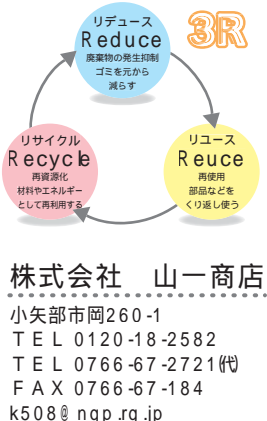 3R
リデュース
Reduce
廃棄物の発生抑制
ゴミを元から
減らす
リサイクル
Recycle
再資源化
材料やエネルギー
として再利用する
リユース
Reuce
再使用
部品などを
くり返し使う
株式会社　山一商店
小矢部市岡260-1
TEL 0120-18-2582
TEL 0766-67-2721㈹
FAX 0766-67-184
k508@ngp.rg.jp